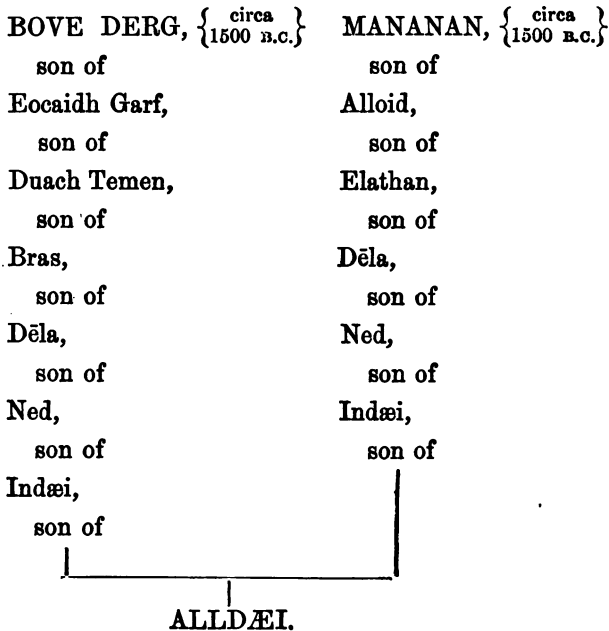 BOVE DERG, {circa 1500 B.C.}
son of
Eocaidh Garf,
son of
Duach Temen,
son of
Bras,
son of
Dēla,
son of
Ned,
son of
Indæi,
son of
MANANAN, {circa 1500 B.C.}
son of
Alloid,
son of
Elathan,
son of
Dēla,
son of
Ned,
son of
Indæi,
son of
ALLDÆI.